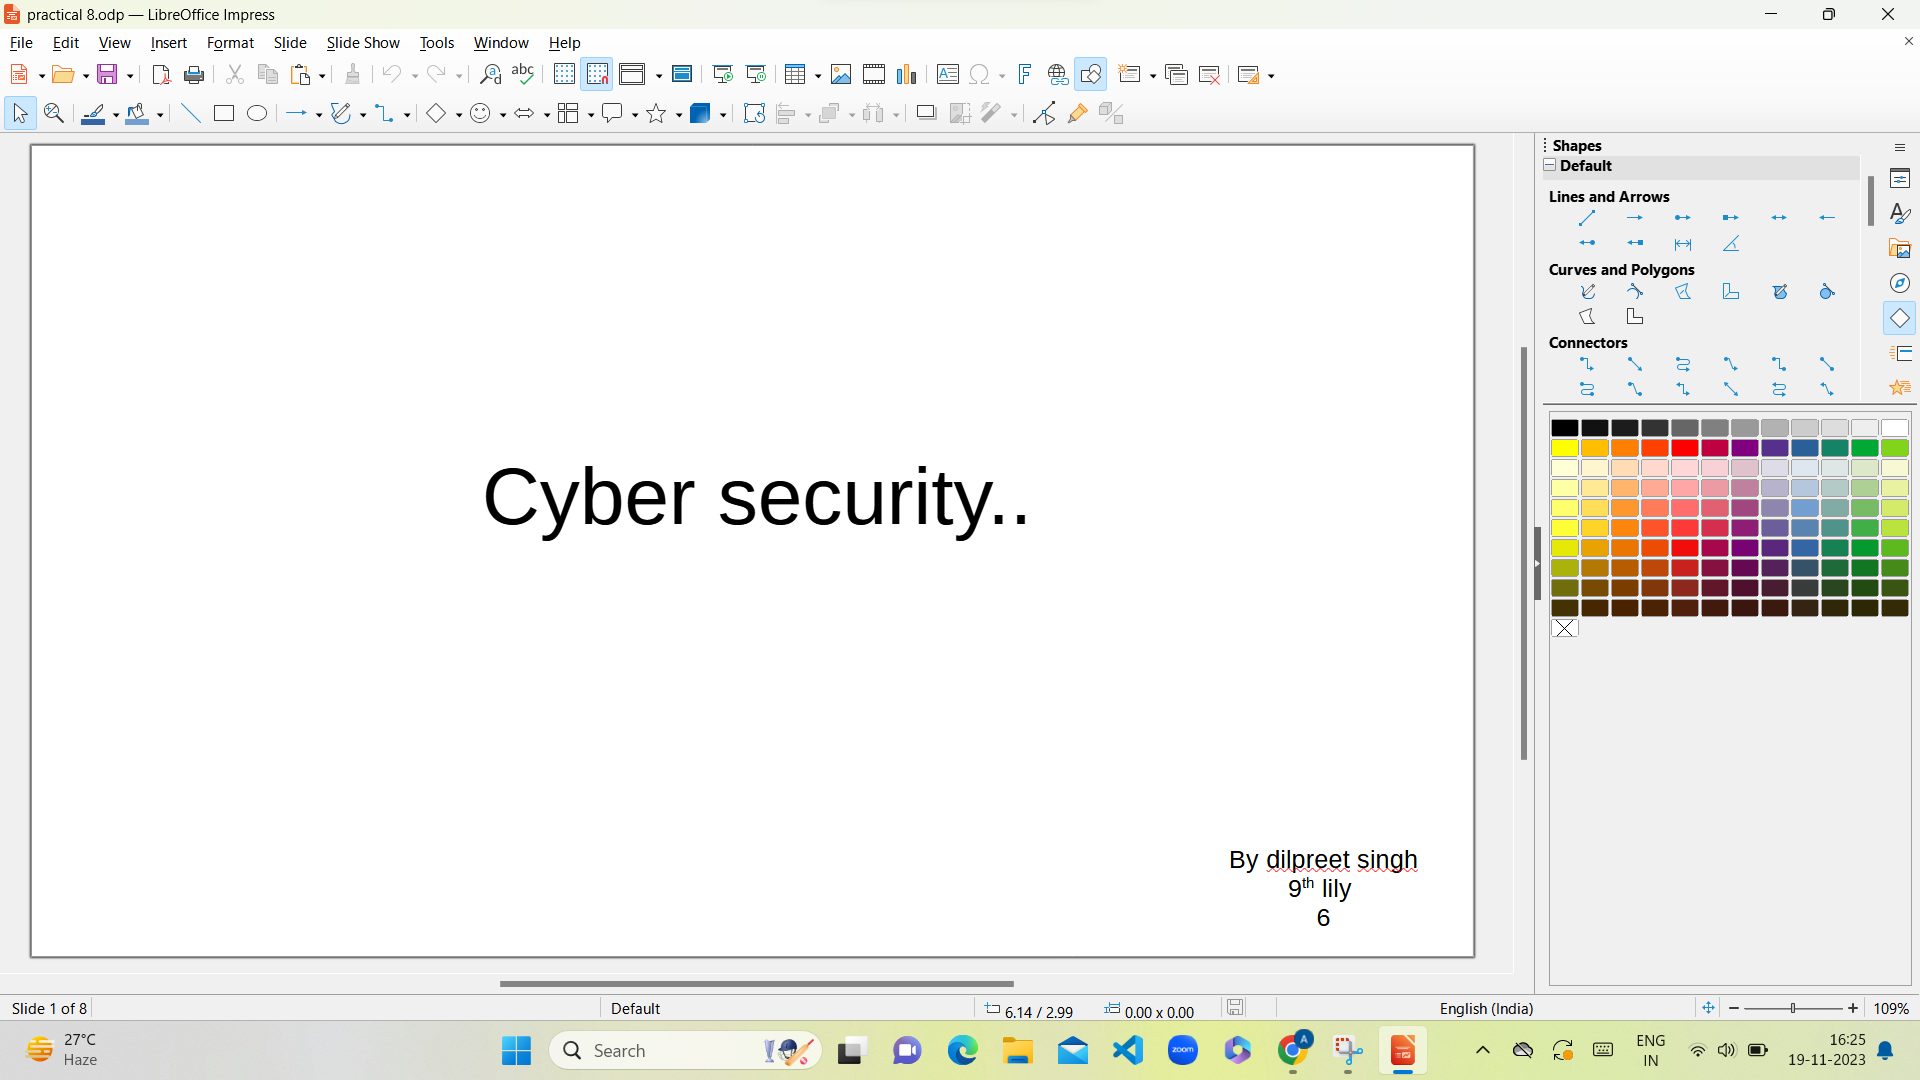 practical 8.odp — LibreOffice Impress
File Edit View Insert Format Slide Slide Show Tools Window Help
Shapes
Default
Lines and Arrows
Curves and Polygons
Connectors
Cyber security..
By dilpreet singh
9th lily
6
Slide 1 of 8
Default
6.14 / 2.99
0.00 x 0.00
English (India)
109%
27°C
Haze
Search
zoom
A
ENG
IN
16:25
19-11-2023